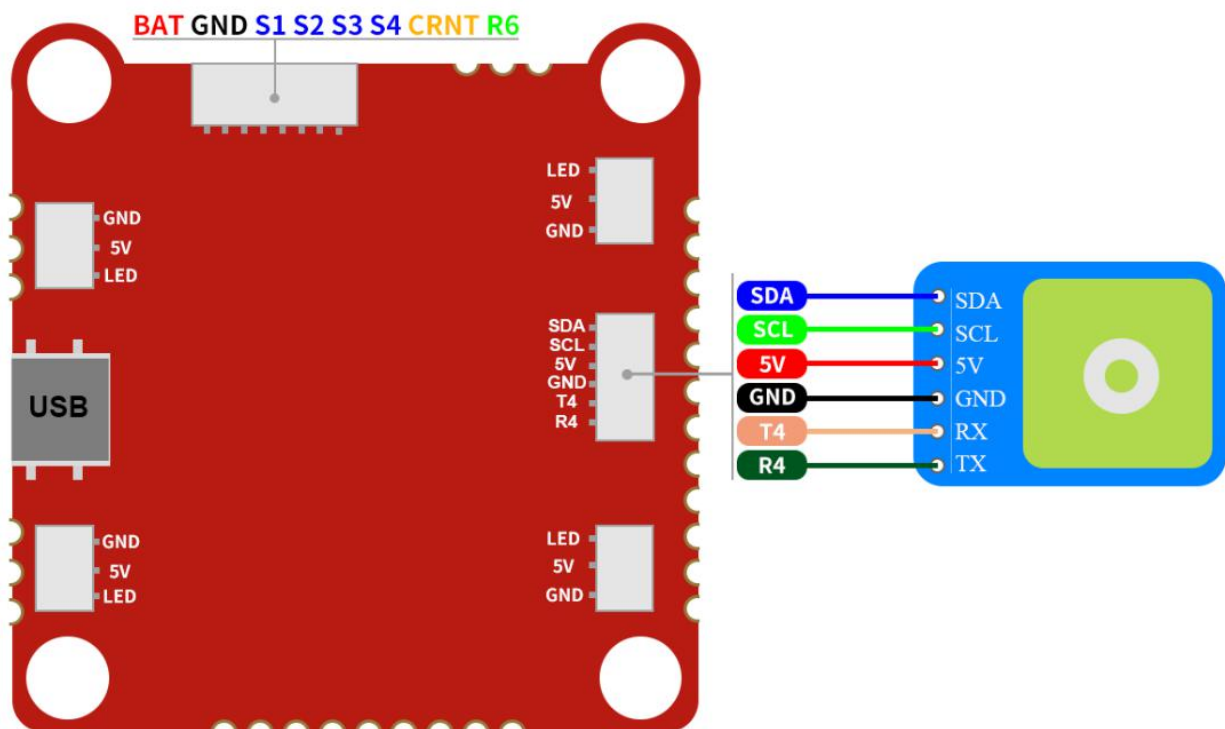 BAT GND S1 S2 S3 S4 CRNT R6
LED
5V
GND
GND
5V
LED
SDA
SCL
5V
GND
T4
R4
SDA
SCL
5V
GND
T4
R4
SDA
SCL
5V
GND
RX
TX
USB
GND
5V
LED
LED
5V
GND